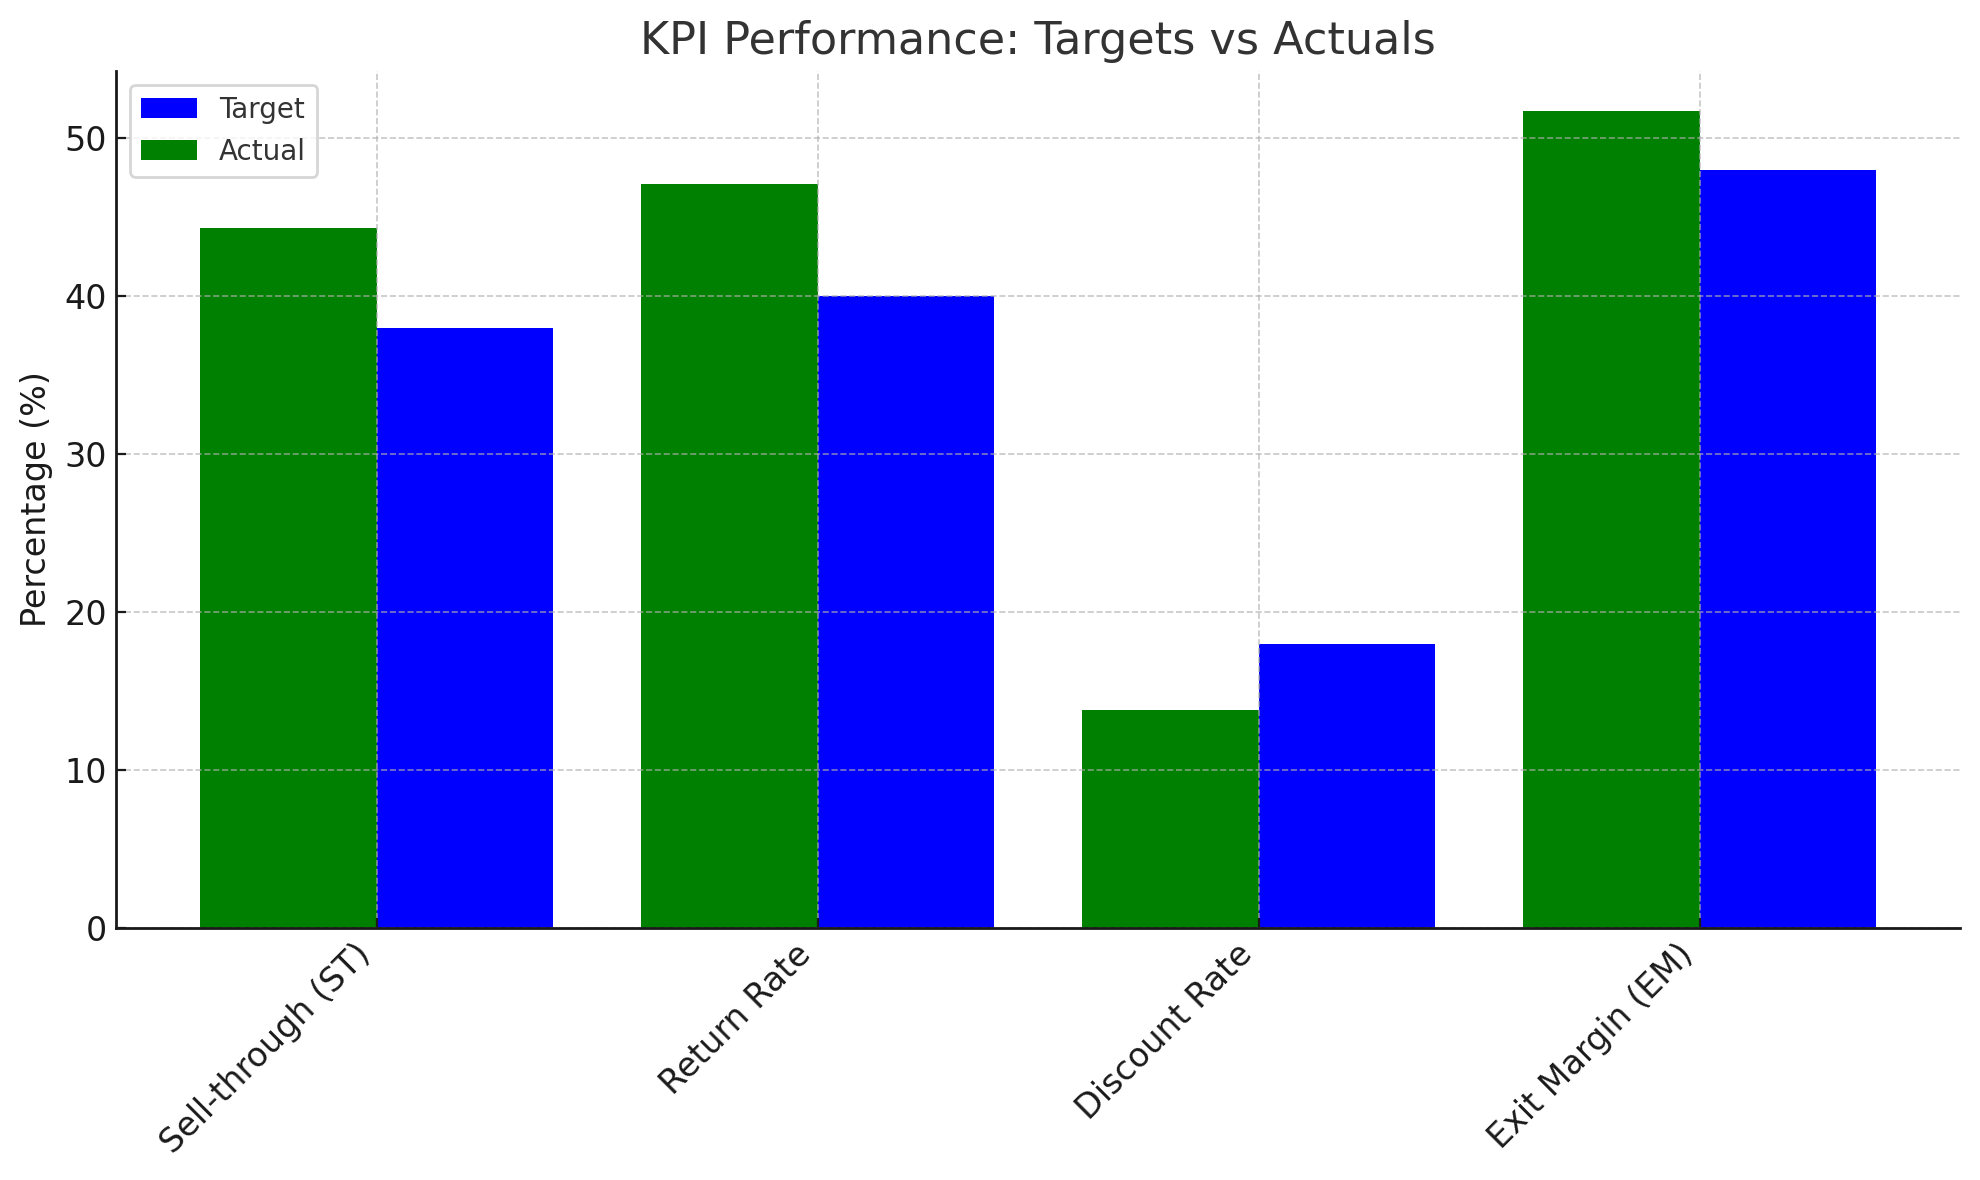 KPI Performance: Targets vs Actuals
Target
Actual
Percentage (%)
50
40
30
20
10
0
Sell-through (ST)
Return Rate
Discount Rate
Exit Margin (EM)